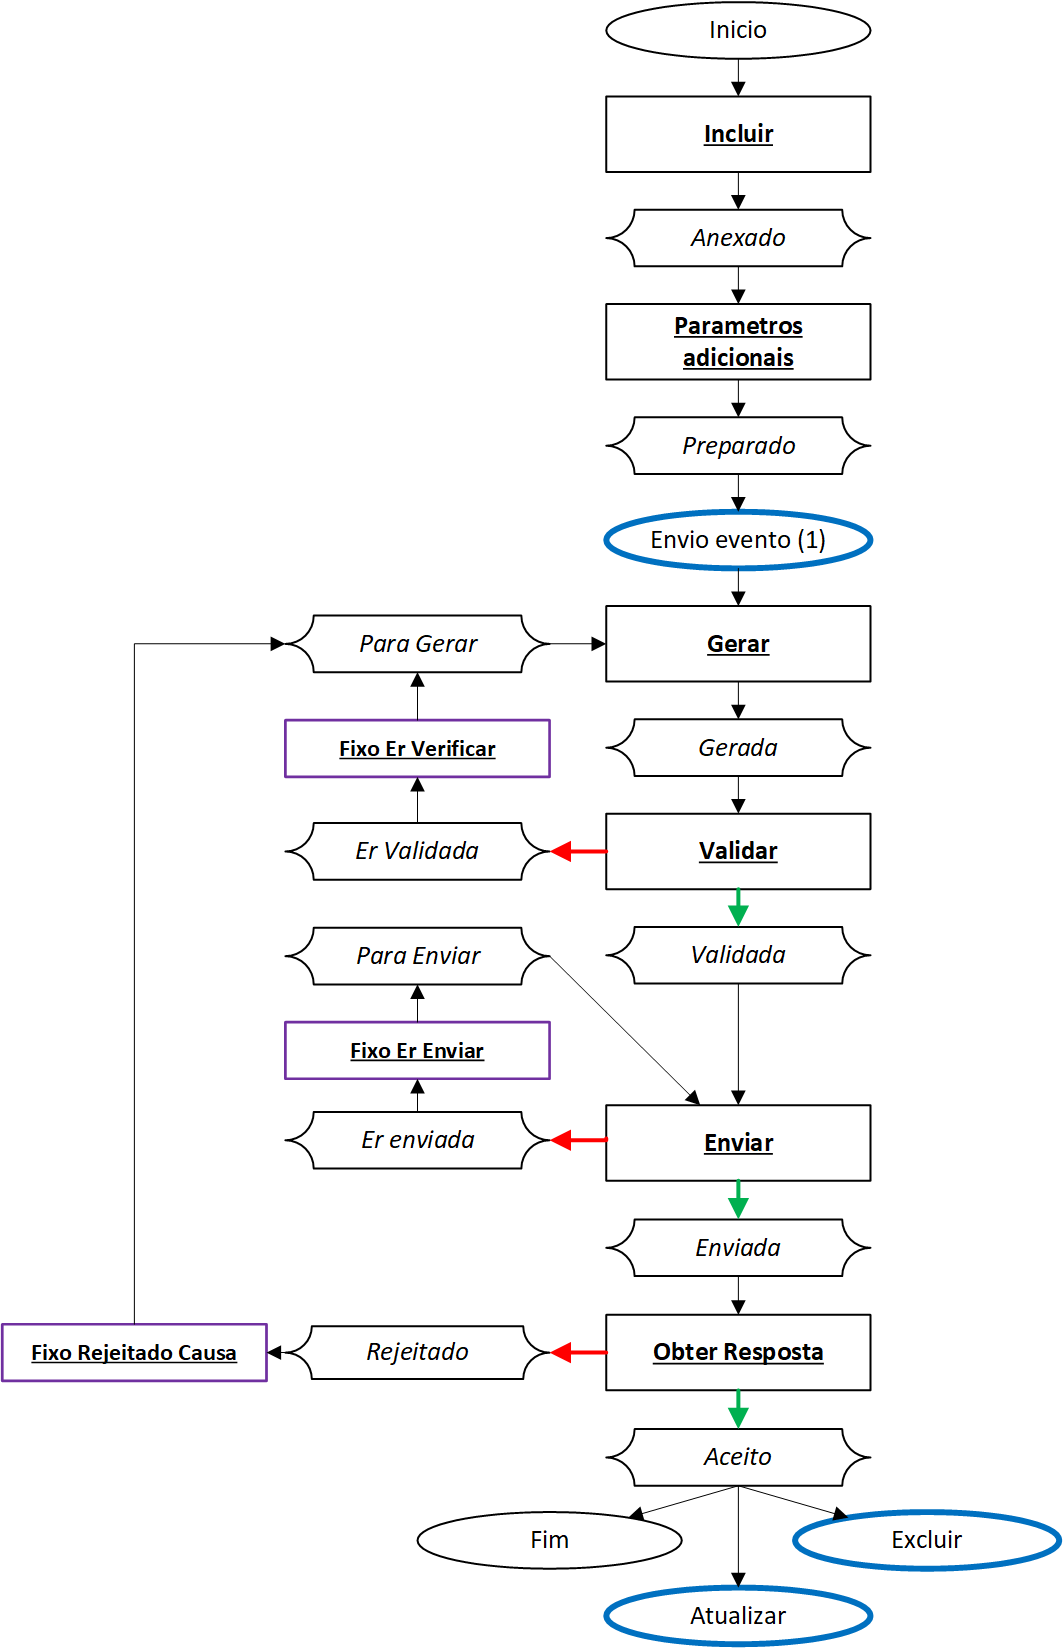 Inicio
Incluir
Anexado
Parametros
adicionais
Preparado
Envio evento (1)
Para Gerar
Gerar
Fixo Er Verificar
Gerada
Er Validada
Validar
Para Enviar
Validada
Fixo Er Enviar
Er enviada
Enviar
Enviada
Fixo Rejeitado Causa
Rejeitado
Obter Resposta
Aceito
Fim
Excluir
Atualizar